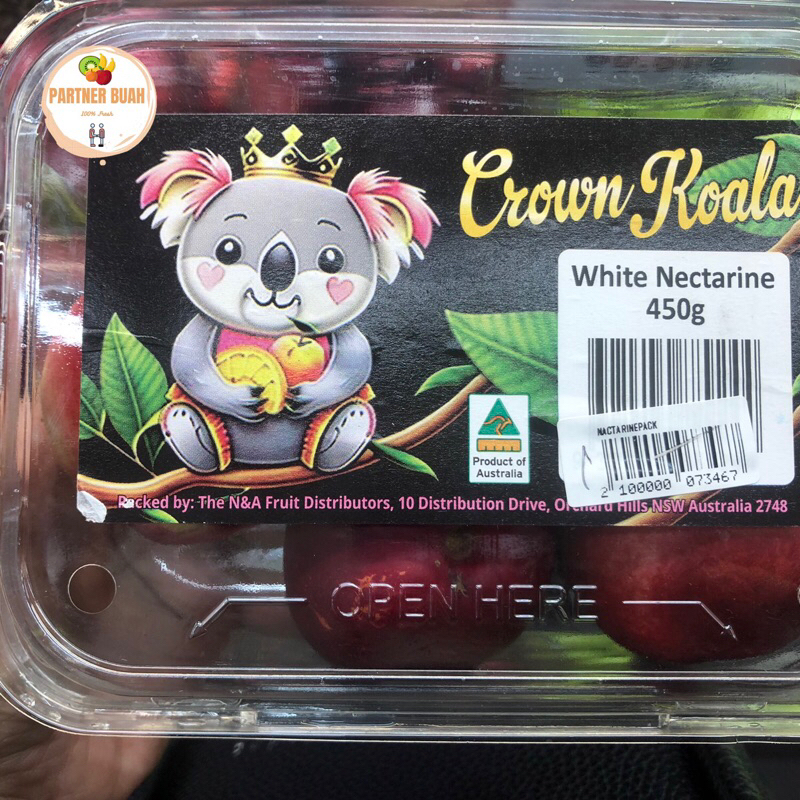 PARTNER BUAH
100% Fresh
Crown Koala
White Nectarine
450g
NACTARINEPACK
2 100000 073467
Product of
Australia
Packed by: The N&A Fruit Distributors, 10 Distribution Drive, Orchard Hills NSW Australia 2748
OPEN HERE